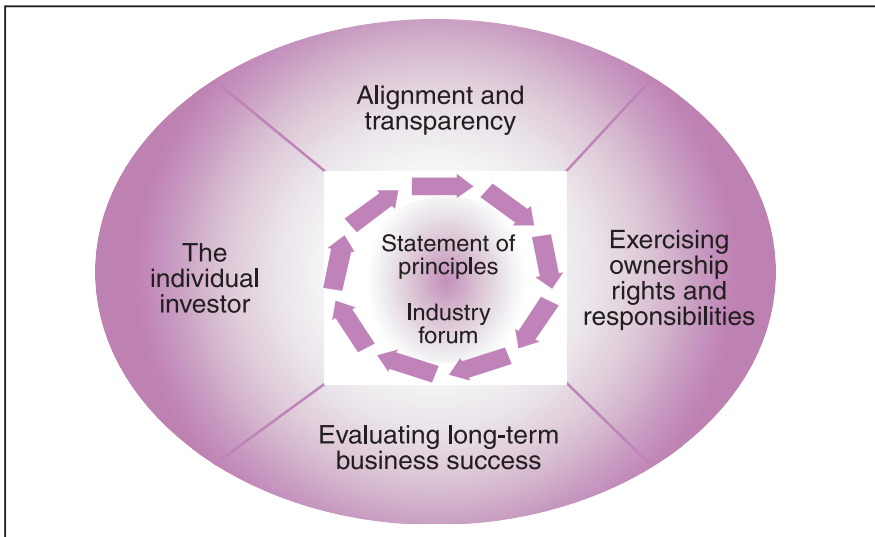 Alignment and
transparency
The
individual
investor
Statement of
principles
Industry
forum
Exercising
ownership
rights and
responsibilities
Evaluating long-term
business success